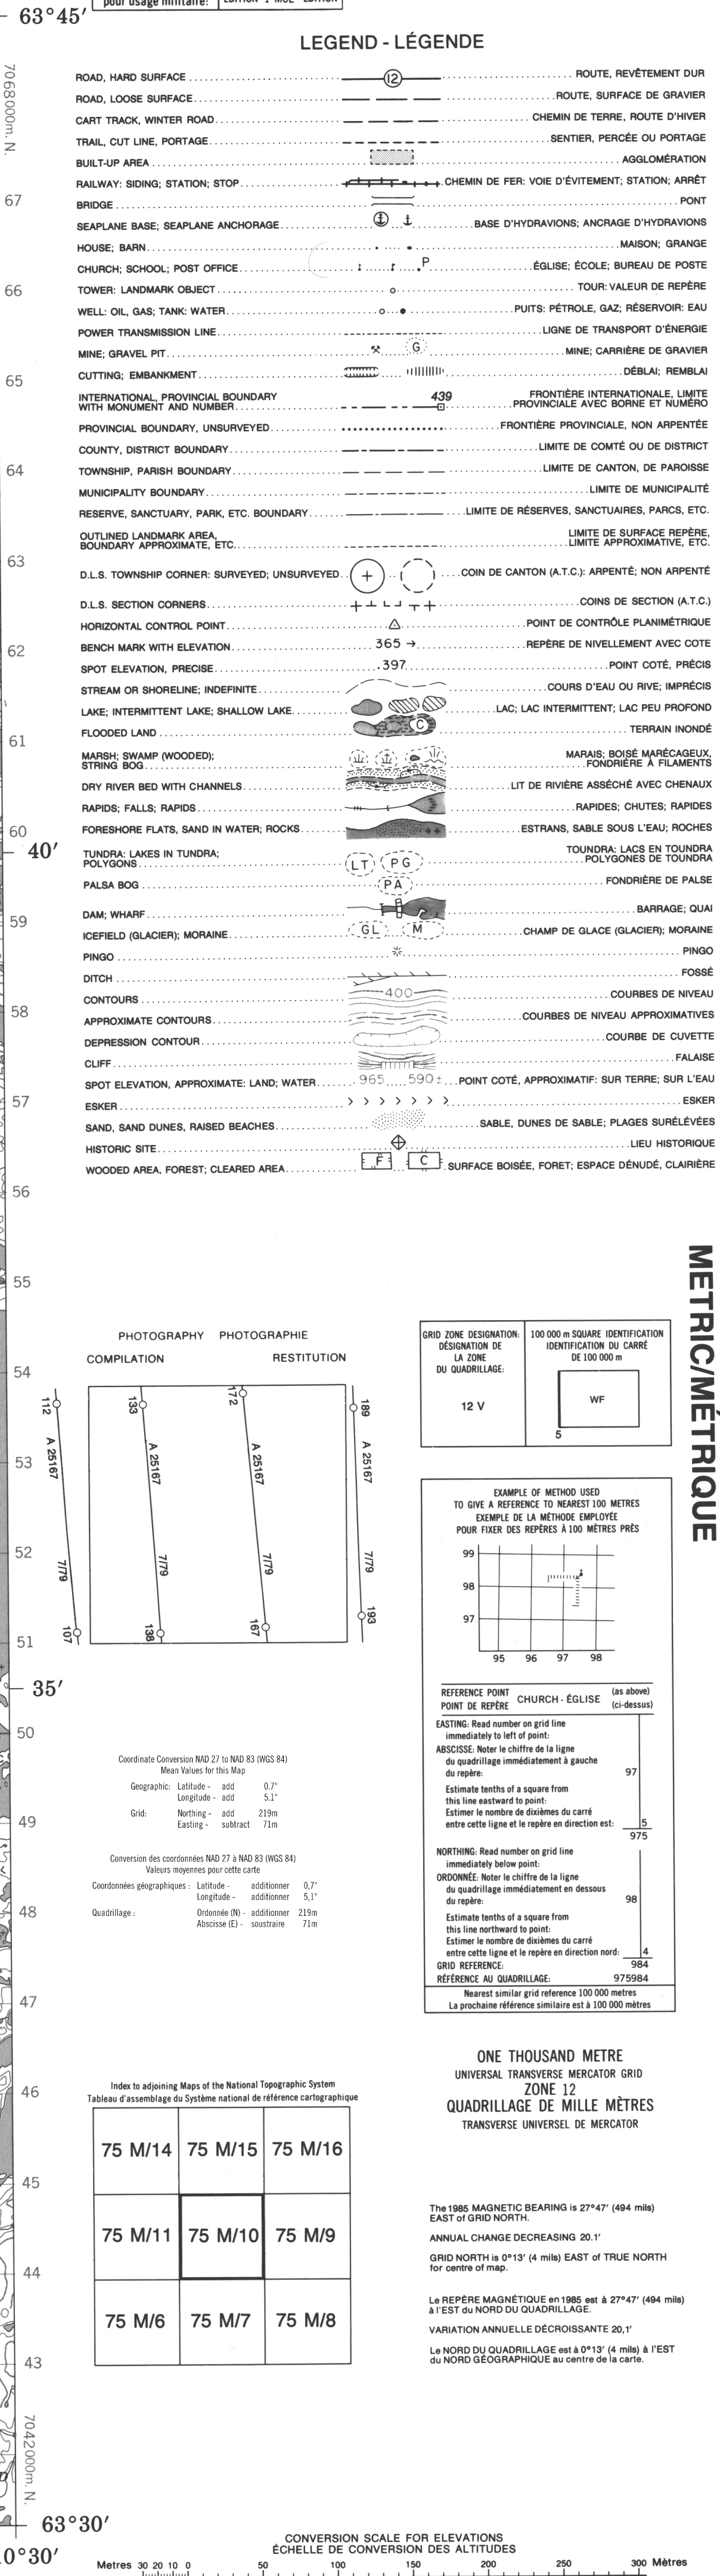 pour usage militaire:
63°45′
LEGEND - LÉGENDE
7068000m. N.
ROAD, HARD SURFACE 12 ROUTE, REVÊTEMENT DUR
ROAD, LOOSE SURFACE ROUTE, SURFACE DE GRAVIER
CART TRACK, WINTER ROAD CHEMIN DE TERRE, ROUTE D'HIVER
TRAIL, CUT LINE, PORTAGE SENTIER, PERCÉE OU PORTAGE
BUILT-UP AREA AGGLOMÉRATION
RAILWAY: SIDING; STATION; STOP CHEMIN DE FER: VOIE D'ÉVITEMENT; STATION; ARRÊT
67
BRIDGE PONT
SEAPLANE BASE; SEAPLANE ANCHORAGE BASE D'HYDRAVIONS; ANCRAGE D'HYDRAVIONS
HOUSE; BARN MAISON; GRANGE
CHURCH; SCHOOL; POST OFFICE P ÉGLISE; ÉCOLE; BUREAU DE POSTE
66
TOWER: LANDMARK OBJECT TOUR: VALEUR DE REPÈRE
WELL: OIL, GAS; TANK: WATER PUITS: PÉTROLE, GAZ; RÉSERVOIR: EAU
POWER TRANSMISSION LINE LIGNE DE TRANSPORT D'ÉNERGIE
MINE; GRAVEL PIT G MINE; CARRIÈRE DE GRAVIER
65
CUTTING; EMBANKMENT DÉBLAI; REMBLAI
INTERNATIONAL, PROVINCIAL BOUNDARY 439 FRONTIÈRE INTERNATIONALE, LIMITE
WITH MONUMENT AND NUMBER PROVINCIALE AVEC BORNE ET NUMÉRO
PROVINCIAL BOUNDARY, UNSURVEYED FRONTIÈRE PROVINCIALE, NON ARPENTÉE
COUNTY, DISTRICT BOUNDARY LIMITE DE COMTÉ OU DE DISTRICT
64
TOWNSHIP, PARISH BOUNDARY LIMITE DE CANTON, DE PAROISSE
MUNICIPALITY BOUNDARY LIMITE DE MUNICIPALITÉ
RESERVE, SANCTUARY, PARK, ETC. BOUNDARY LIMITE DE RÉSERVES, SANCTUAIRES, PARCS, ETC.
OUTLINED LANDMARK AREA, LIMITE DE SURFACE REPÈRE,
BOUNDARY APPROXIMATE, ETC. LIMITE APPROXIMATIVE, ETC.
63
D.L.S. TOWNSHIP CORNER: SURVEYED; UNSURVEYED COIN DE CANTON (A.T.C.): ARPENTÉ; NON ARPENTÉ
D.L.S. SECTION CORNERS COINS DE SECTION (A.T.C.)
HORIZONTAL CONTROL POINT POINT DE CONTRÔLE PLANIMÉTRIQUE
BENCH MARK WITH ELEVATION 365 → REPÈRE DE NIVELLEMENT AVEC COTE
62
SPOT ELEVATION, PRECISE .397 POINT COTÉ, PRÉCIS
STREAM OR SHORELINE; INDEFINITE COURS D'EAU OU RIVE; IMPRÉCIS
LAKE; INTERMITTENT LAKE; SHALLOW LAKE LAC; LAC INTERMITTENT; LAC PEU PROFOND
FLOODED LAND C TERRAIN INONDÉ
61
MARSH; SWAMP (WOODED); MARAIS; BOISÉ MARÉCAGEUX,
STRING BOG FONDRIÈRE À FILAMENTS
DRY RIVER BED WITH CHANNELS LIT DE RIVIÈRE ASSÉCHÉ AVEC CHENAUX
RAPIDS; FALLS; RAPIDS RAPIDES; CHUTES; RAPIDES
60
FORESHORE FLATS, SAND IN WATER; ROCKS ESTRANS, SABLE SOUS L'EAU; ROCHES
40′
TUNDRA: LAKES IN TUNDRA; TOUNDRA: LACS EN TOUNDRA
POLYGONS LT PG POLYGONES DE TOUNDRA
PALSA BOG PA FONDRIÈRE DE PALSE
DAM; WHARF BARRAGE; QUAI
59
ICEFIELD (GLACIER); MORAINE GL M CHAMP DE GLACE (GLACIER); MORAINE
PINGO PINGO
DITCH FOSSÉ
CONTOURS 400 COURBES DE NIVEAU
58
APPROXIMATE CONTOURS COURBES DE NIVEAU APPROXIMATIVES
DEPRESSION CONTOUR COURBE DE CUVETTE
CLIFF FALAISE
SPOT ELEVATION, APPROXIMATE: LAND; WATER 965 590± POINT COTÉ, APPROXIMATIF: SUR TERRE; SUR L'EAU
57
ESKER ESKER
SAND, SAND DUNES, RAISED BEACHES SABLE, DUNES DE SABLE; PLAGES SURÉLÉVÉES
HISTORIC SITE LIEU HISTORIQUE
WOODED AREA, FOREST; CLEARED AREA F C SURFACE BOISÉE, FORET; ESPACE DÉNUDÉ, CLAIRIÈRE
56
55
METRIC/MÉTRIQUE
PHOTOGRAPHY PHOTOGRAPHIE
COMPILATION RESTITUTION
54
112 133 172 189
53
A 25167 A 25167 A 25167 A 25167
52
7/79 7/79 7/79 7/79
107 138 167 193
51
GRID ZONE DESIGNATION:
DÉSIGNATION DE
LA ZONE
DU QUADRILLAGE:
12 V
100 000 m SQUARE IDENTIFICATION
IDENTIFICATION DU CARRÉ
DE 100 000 m
WF
5
EXAMPLE OF METHOD USED
TO GIVE A REFERENCE TO NEAREST 100 METRES
EXEMPLE DE LA MÉTHODE EMPLOYÉE
POUR FIXER DES REPÈRES À 100 MÈTRES PRÈS
99
98
97
95 96 97 98
REFERENCE POINT (as above)
POINT DE REPÈRE CHURCH - ÉGLISE (ci-dessus)
EASTING: Read number on grid line
immediately to left of point:
ABSCISSE: Noter le chiffre de la ligne
du quadrillage immédiatement à gauche
du repère: 97
Estimate tenths of a square from
this line eastward to point:
Estimer le nombre de dixièmes du carré
entre cette ligne et le repère en direction est: 5
975
NORTHING: Read number on grid line
immediately below point:
ORDONNÉE: Noter le chiffre de la ligne
du quadrillage immédiatement en dessous
du repère: 98
Estimate tenths of a square from
this line northward to point:
Estimer le nombre de dixièmes du carré
entre cette ligne et le repère en direction nord: 4
GRID REFERENCE: 984
RÉFÉRENCE AU QUADRILLAGE: 975984
Nearest similar grid reference 100 000 metres
La prochaine référence similaire est à 100 000 mètres
35′
50
Coordinate Conversion NAD 27 to NAD 83 (WGS 84)
Mean Values for this Map
Geographic: Latitude - add 0.7"
Longitude - add 5.1"
Grid: Northing - add 219m
Easting - subtract 71m
49
Conversion des coordonnées NAD 27 à NAD 83 (WGS 84)
Valeurs moyennes pour cette carte
Coordonnées géographiques : Latitude - additionner 0,7"
Longitude - additionner 5,1"
Quadrillage : Ordonnée (N) - additionner 219m
Abscisse (E) - soustraire 71m
48
47
ONE THOUSAND METRE
UNIVERSAL TRANSVERSE MERCATOR GRID
ZONE 12
QUADRILLAGE DE MILLE MÈTRES
TRANSVERSE UNIVERSEL DE MERCATOR
46
Index to adjoining Maps of the National Topographic System
Tableau d'assemblage du Système national de référence cartographique
75 M/14 75 M/15 75 M/16
45
75 M/11 75 M/10 75 M/9
44
75 M/6 75 M/7 75 M/8
43
The 1985 MAGNETIC BEARING is 27°47′ (494 mils)
EAST of GRID NORTH.
ANNUAL CHANGE DECREASING 20.1′
GRID NORTH is 0°13′ (4 mils) EAST of TRUE NORTH
for centre of map.
Le REPÈRE MAGNÉTIQUE en 1985 est à 27°47′ (494 mils)
à l'EST du NORD DU QUADRILLAGE.
VARIATION ANNUELLE DÉCROISSANTE 20,1′
Le NORD DU QUADRILLAGE est à 0°13′ (4 mils) à l'EST
du NORD GÉOGRAPHIQUE au centre de la carte.
7042000m. N.
63°30′
0°30′
CONVERSION SCALE FOR ELEVATIONS
ÉCHELLE DE CONVERSION DES ALTITUDES
Metres 30 20 10 0 50 100 150 200 250 300 Mètres